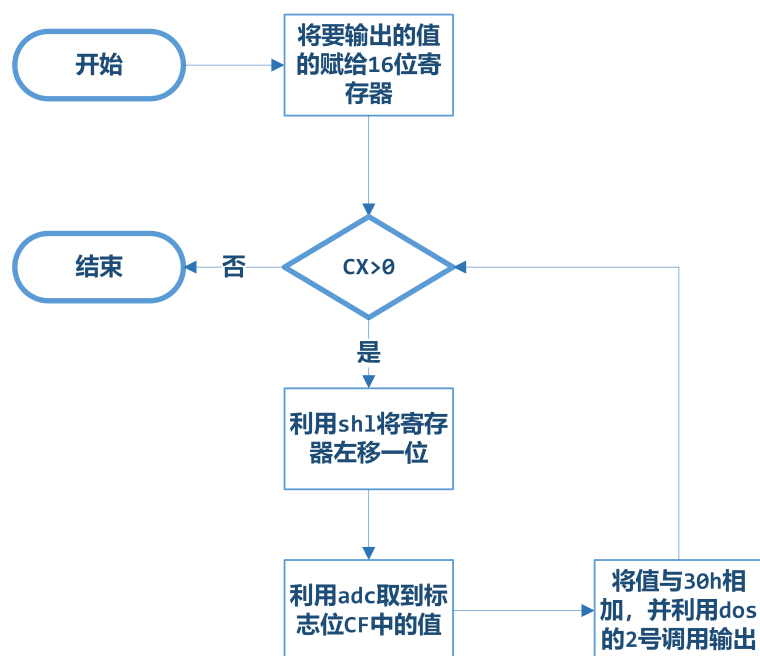 开始
将要输出的值
的赋给16位寄
存器
结束
否
CX>0
是
利用shl将寄存
器左移一位
利用adc取到标
志位CF中的值
将值与30h相
加，并利用dos
的2号调用输出